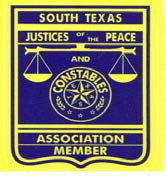 SOUTH TEXAS
JUSTICES OF THE PEACE
AND
CONSTABLES
ASSOCIATION
MEMBER